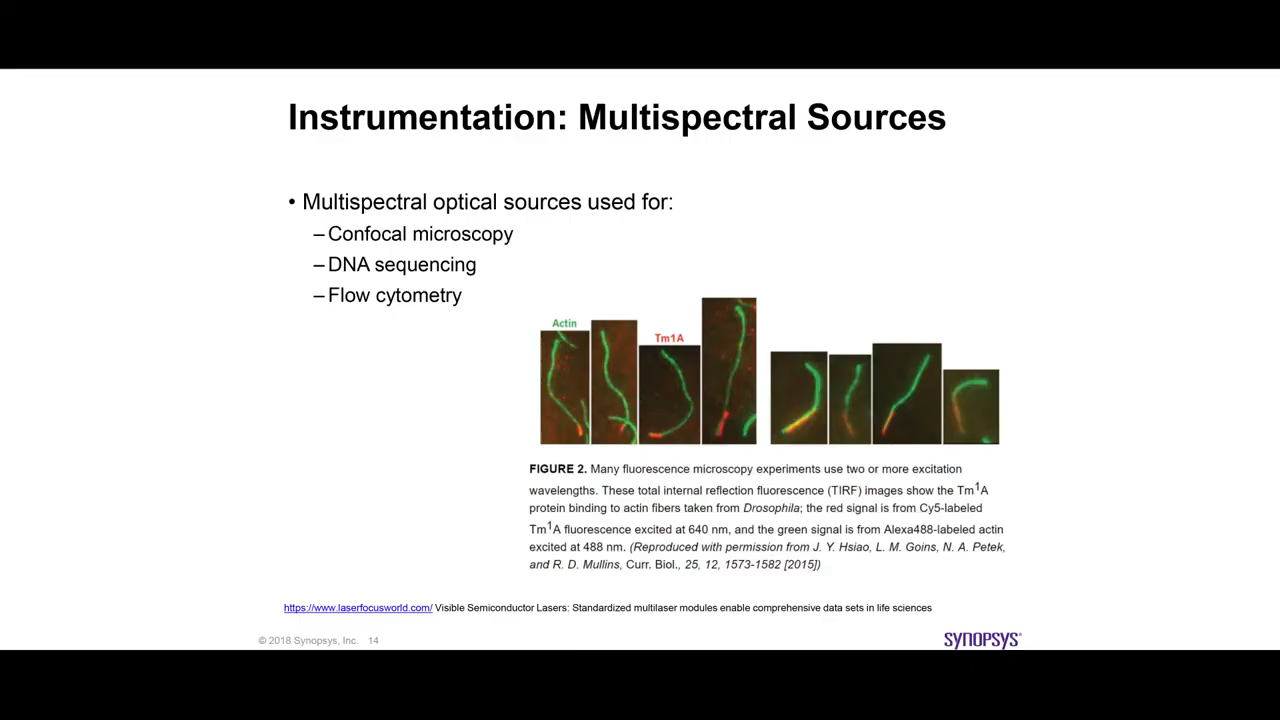 Instrumentation: Multispectral Sources
• Multispectral optical sources used for:
– Confocal microscopy
– DNA sequencing
– Flow cytometry
Actin
Tm1A
FIGURE 2. Many fluorescence microscopy experiments use two or more excitation
wavelengths. These total internal reflection fluorescence (TIRF) images show the Tm1A
protein binding to actin fibers taken from Drosophila; the red signal is from Cy5-labeled
Tm1A fluorescence excited at 640 nm, and the green signal is from Alexa488-labeled actin
excited at 488 nm. (Reproduced with permission from J. Y. Hsiao, L. M. Goins, N. A. Petek,
and R. D. Mullins, Curr. Biol., 25, 12, 1573-1582 [2015])
https://www.laserfocusworld.com/ Visible Semiconductor Lasers: Standardized multilaser modules enable comprehensive data sets in life sciences
© 2018 Synopsys, Inc. 14
SYNOPSYS®